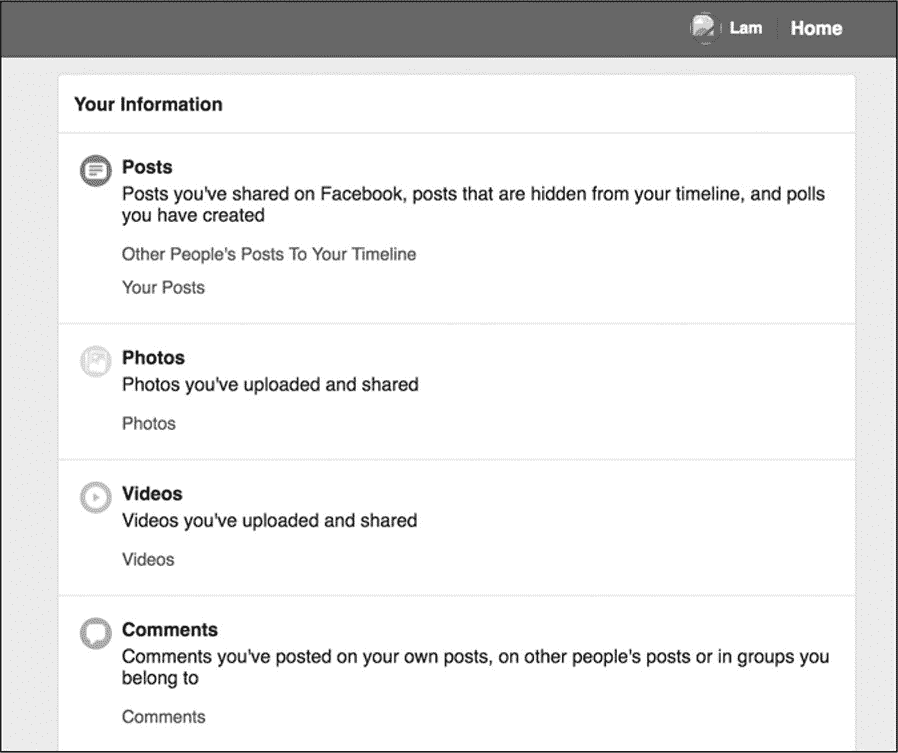 Lam Home
Your Information
Posts
Posts you've shared on Facebook, posts that are hidden from your timeline, and polls
you have created
Other People's Posts To Your Timeline
Your Posts
Photos
Photos you've uploaded and shared
Photos
Videos
Videos you've uploaded and shared
Videos
Comments
Comments you've posted on your own posts, on other people's posts or in groups you
belong to
Comments